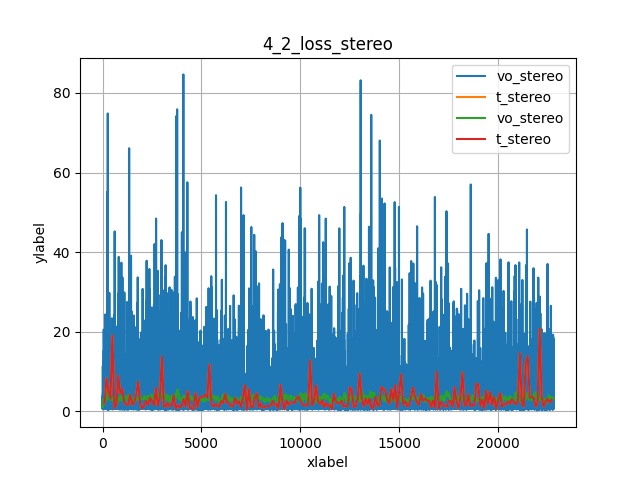 4_2_loss_stereo
vo_stereo
t_stereo
vo_stereo
t_stereo
ylabel
80
60
40
20
0
0 5000 10000 15000 20000
xlabel